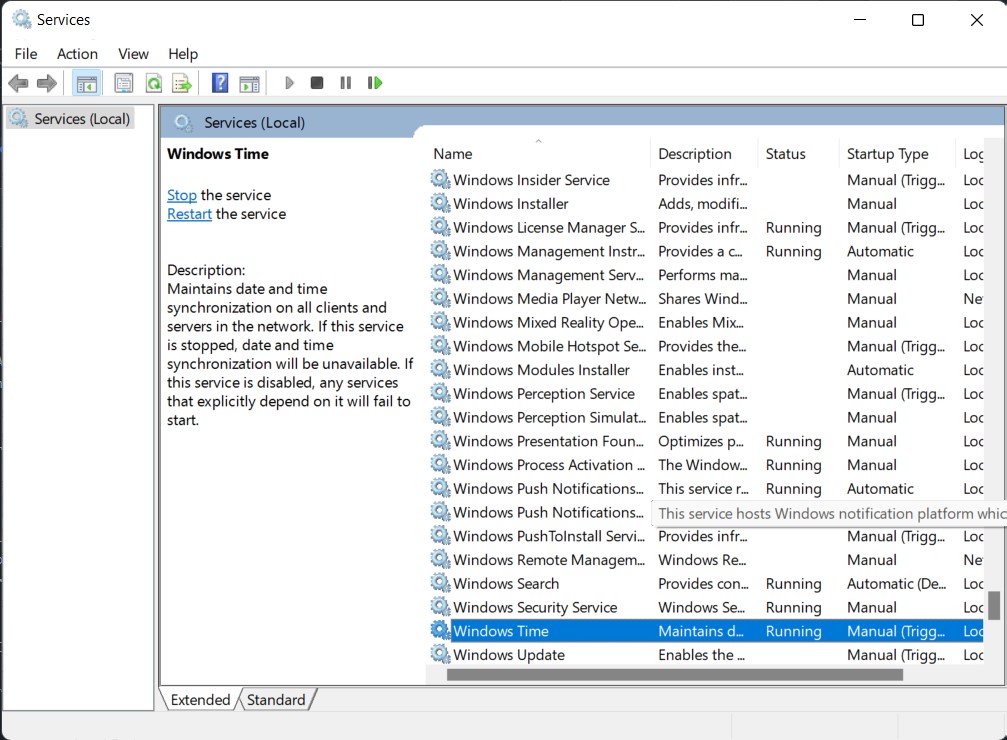 Services
File Action View Help
Services (Local)
Services (Local)
Windows Time
Stop the service
Restart the service
Description:
Maintains date and time
synchronization on all clients and
servers in the network. If this service
is stopped, date and time
synchronization will be unavailable. If
this service is disabled, any services
that explicitly depend on it will fail to
start.
Name Description Status Startup Type Log
Windows Insider Service Provides infr... Manual (Trigg... Loc
Windows Installer Adds, modifi... Manual Loc
Windows License Manager S... Provides infr... Running Manual (Trigg... Loc
Windows Management Instr... Provides a c... Running Automatic Loc
Windows Management Serv... Performs ma... Manual Loc
Windows Media Player Netw... Shares Wind... Manual Net
Windows Mixed Reality Ope... Enables Mix... Manual Loc
Windows Mobile Hotspot Se... Provides the... Manual (Trigg... Loc
Windows Modules Installer Enables inst... Automatic Loc
Windows Perception Service Enables spat... Manual (Trigg... Loc
Windows Perception Simulat... Enables spat... Manual Loc
Windows Presentation Foun... Optimizes p... Running Manual Loc
Windows Process Activation ... The Window... Running Manual Loc
Windows Push Notifications... This service r... Running Automatic Loc
Windows Push Notifications... This service hosts Windows notification platform whic
Windows PushToInstall Servi... Provides infr... Manual (Trigg... Loc
Windows Remote Managem... Windows Re... Manual Net
Windows Search Provides con... Running Automatic (De... Loc
Windows Security Service Windows Se... Running Manual Loc
Windows Time Maintains d... Running Manual (Trigg... Loc
Windows Update Enables the ... Manual (Trigg... Loc
Extended Standard